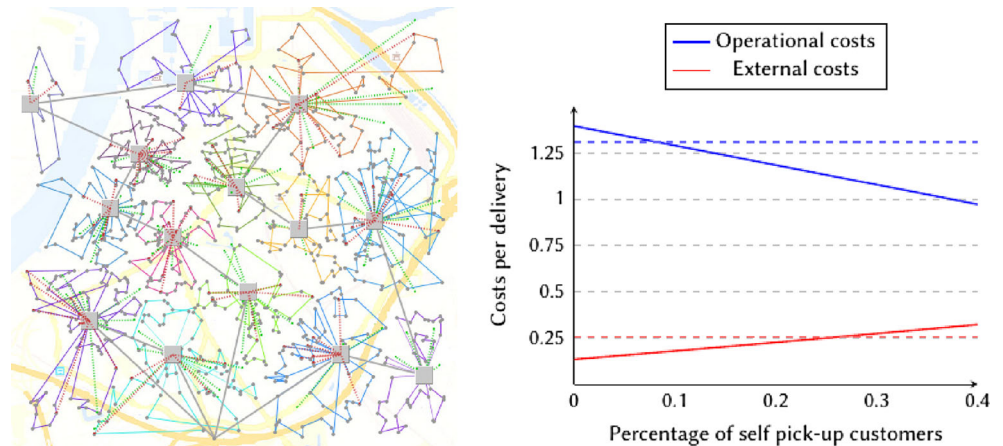 Operational costs
External costs
Costs per delivery
1.25
1
0.75
0.5
0.25
0
0.1
0.2
0.3
0.4
Percentage of self pick-up customers